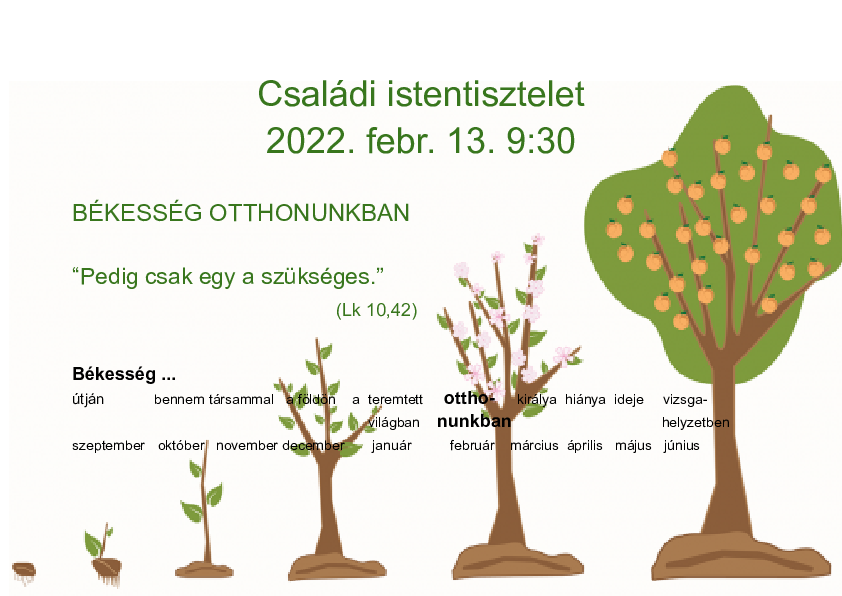 Családi istentisztelet
2022. febr. 13. 9:30
BÉKESSÉG OTTHONUNKBAN
“Pedig csak egy a szükséges.”
(Lk 10,42)
Békesség ...
útján bennem társammal a földön a teremtett ottho- királya hiánya ideje vizsga-
világban nunkban helyzetben
szeptember október november december január február március április május június